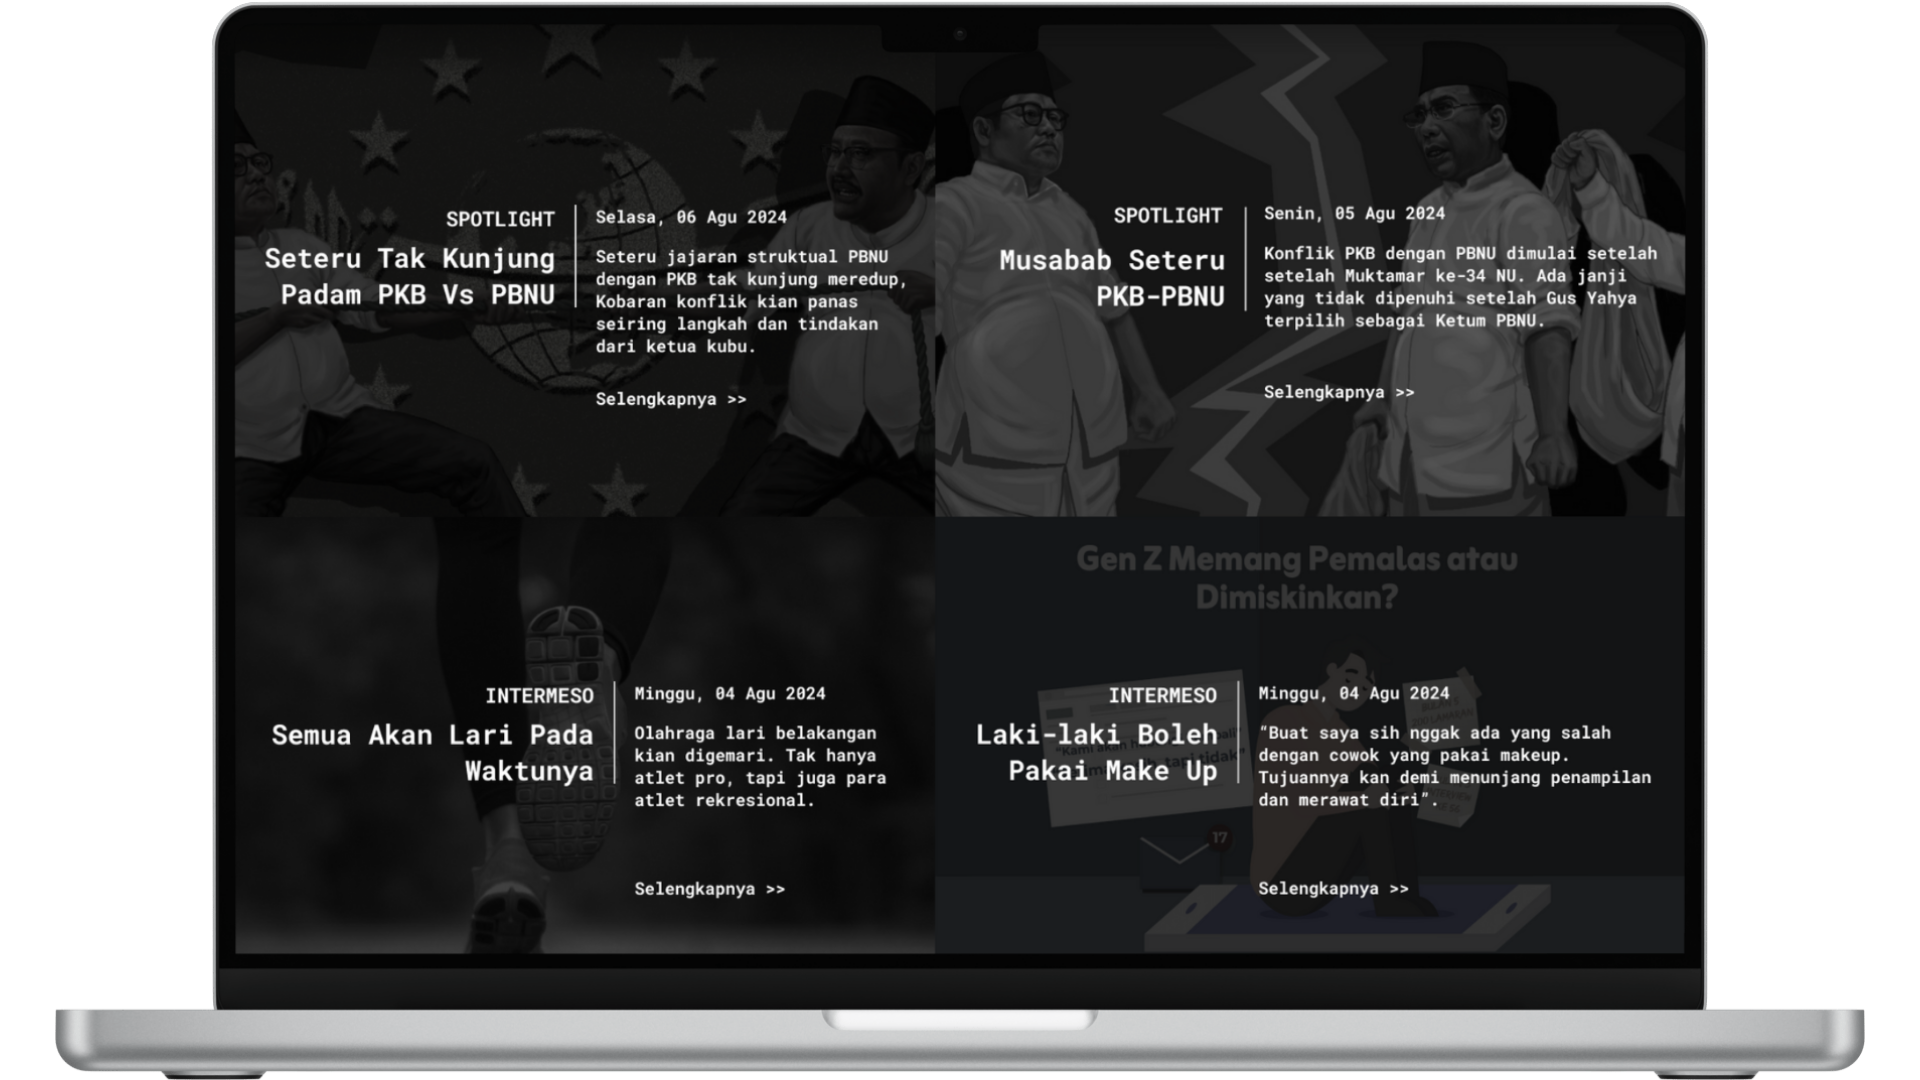 SPOTLIGHT
Seteru Tak Kunjung
Padam PKB Vs PBNU
Selasa, 06 Agu 2024
Seteru jajaran struktual PBNU
dengan PKB tak kunjung meredup,
Kobaran konflik kian panas
seiring langkah dan tindakan
dari ketua kubu.
Selengkapnya >>
SPOTLIGHT
Musabab Seteru
PKB-PBNU
Senin, 05 Agu 2024
Konflik PKB dengan PBNU dimulai setelah
setelah Muktamar ke-34 NU. Ada janji
yang tidak dipenuhi setelah Gus Yahya
terpilih sebagai Ketum PBNU.
Selengkapnya >>
INTERMESO
Semua Akan Lari Pada
Waktunya
Minggu, 04 Agu 2024
Olahraga lari belakangan
kian digemari. Tak hanya
atlet pro, tapi juga para
atlet rekresional.
Selengkapnya >>
Gen Z Memang Pemalas atau
Dimiskinkan?
INTERMESO
Laki-laki Boleh
Pakai Make Up
Minggu, 04 Agu 2024
“Buat saya sih nggak ada yang salah
dengan cowok yang pakai makeup.
Tujuannya kan demi menunjang penampilan
dan merawat diri”.
"Kami akan
tapi tidak"
17
Selengkapnya >>